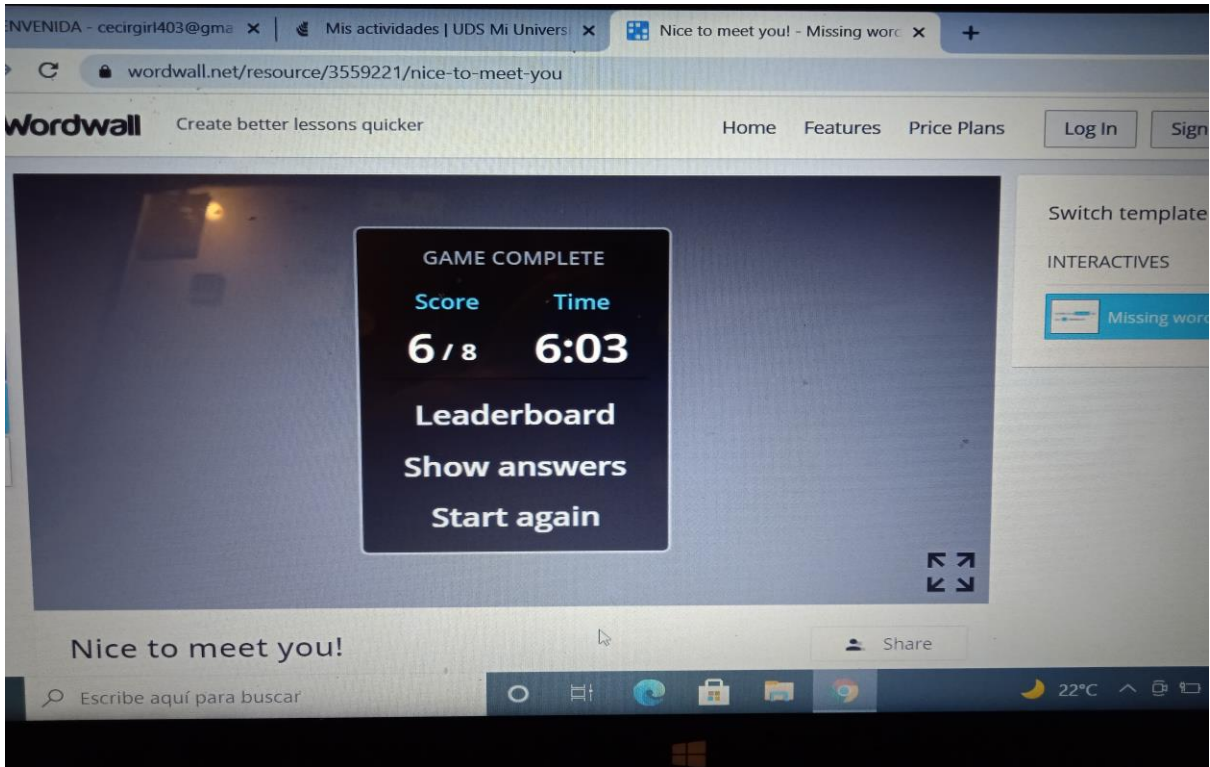 NVENIDA - cecirgirl403@gma
Mis actividades | UDS Mi Univers
Nice to meet you! - Missing word
wordwall.net/resource/3559221/nice-to-meet-you
Wordwall
Create better lessons quicker
Home Features Price Plans Log In Sign
Switch template
INTERACTIVES
Missing word
GAME COMPLETE
Score Time
6 / 8 6:03
Leaderboard
Show answers
Start again
Nice to meet you!
Share
Escribe aquí para buscar
22°C